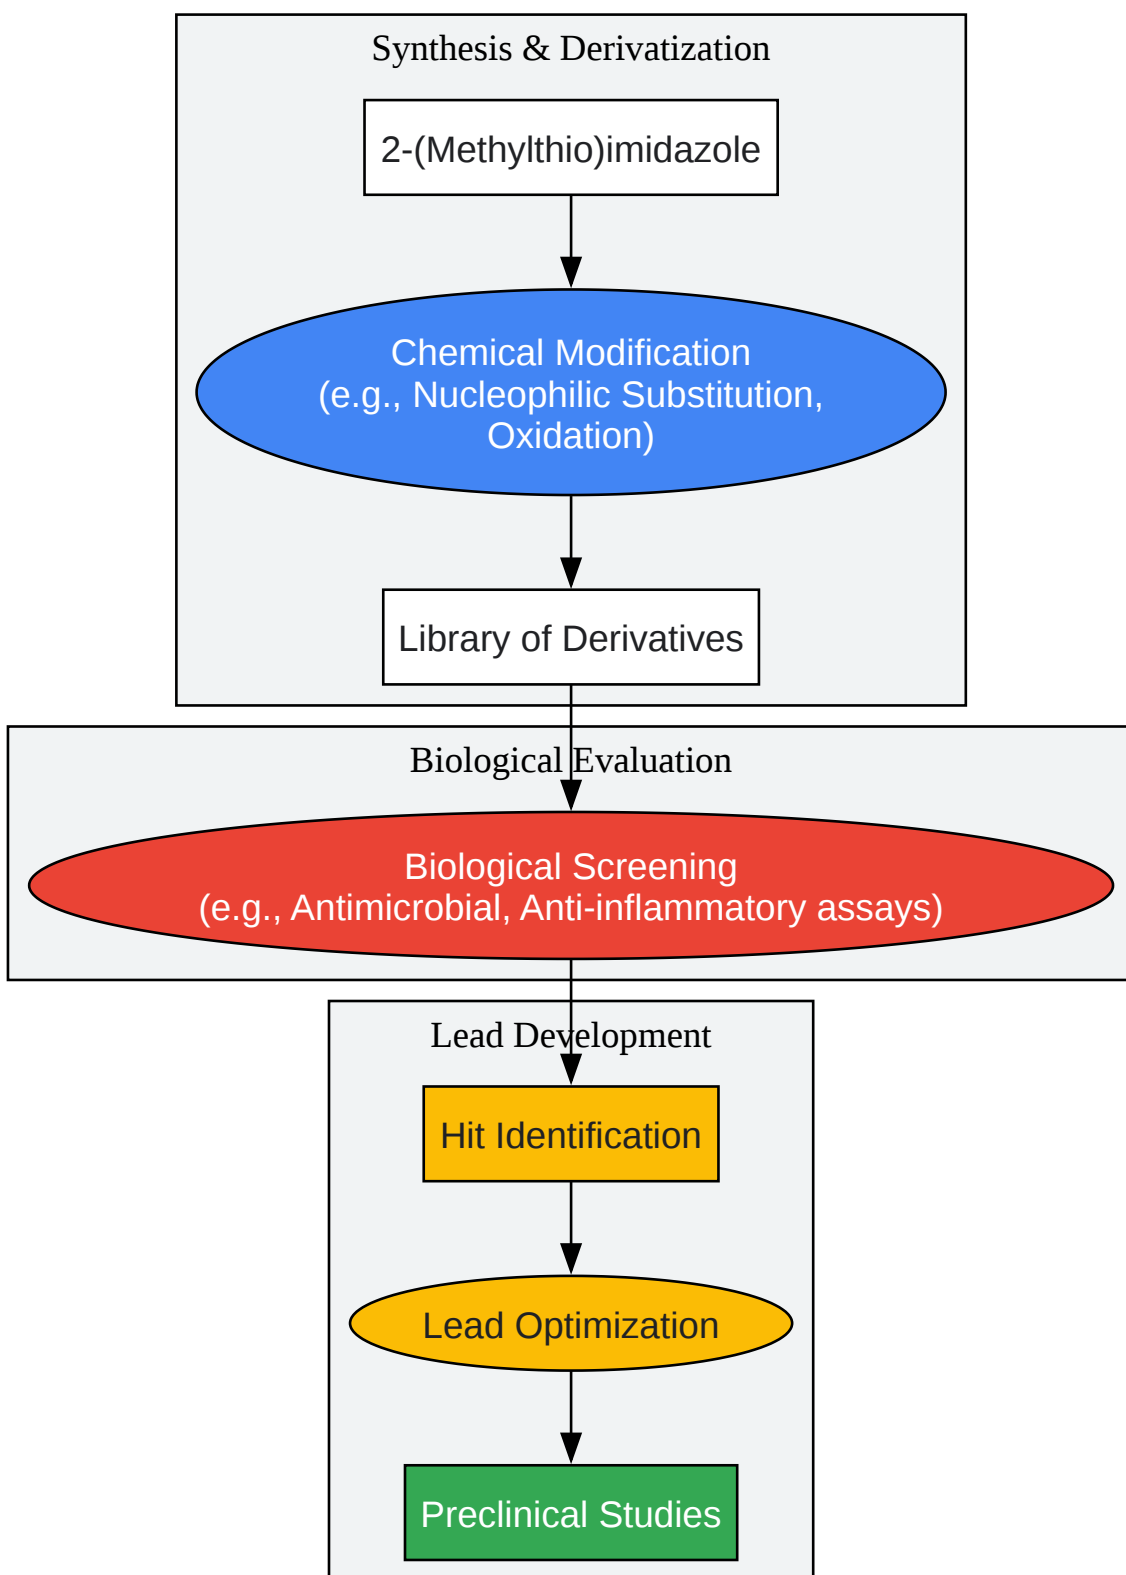 Synthesis & Derivatization
2-(Methylthio)imidazole
Chemical Modification
(e.g., Nucleophilic Substitution,
Oxidation)
Library of Derivatives
Biological Evaluation
Biological Screening
(e.g., Antimicrobial, Anti-inflammatory assays)
Lead Development
Hit Identification
Lead Optimization
Preclinical Studies